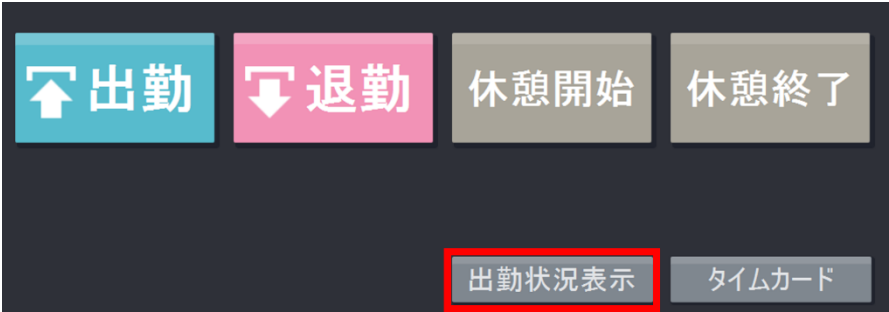 出勤
退勤
休憩開始
休憩終了
出勤状況表示
タイムカード